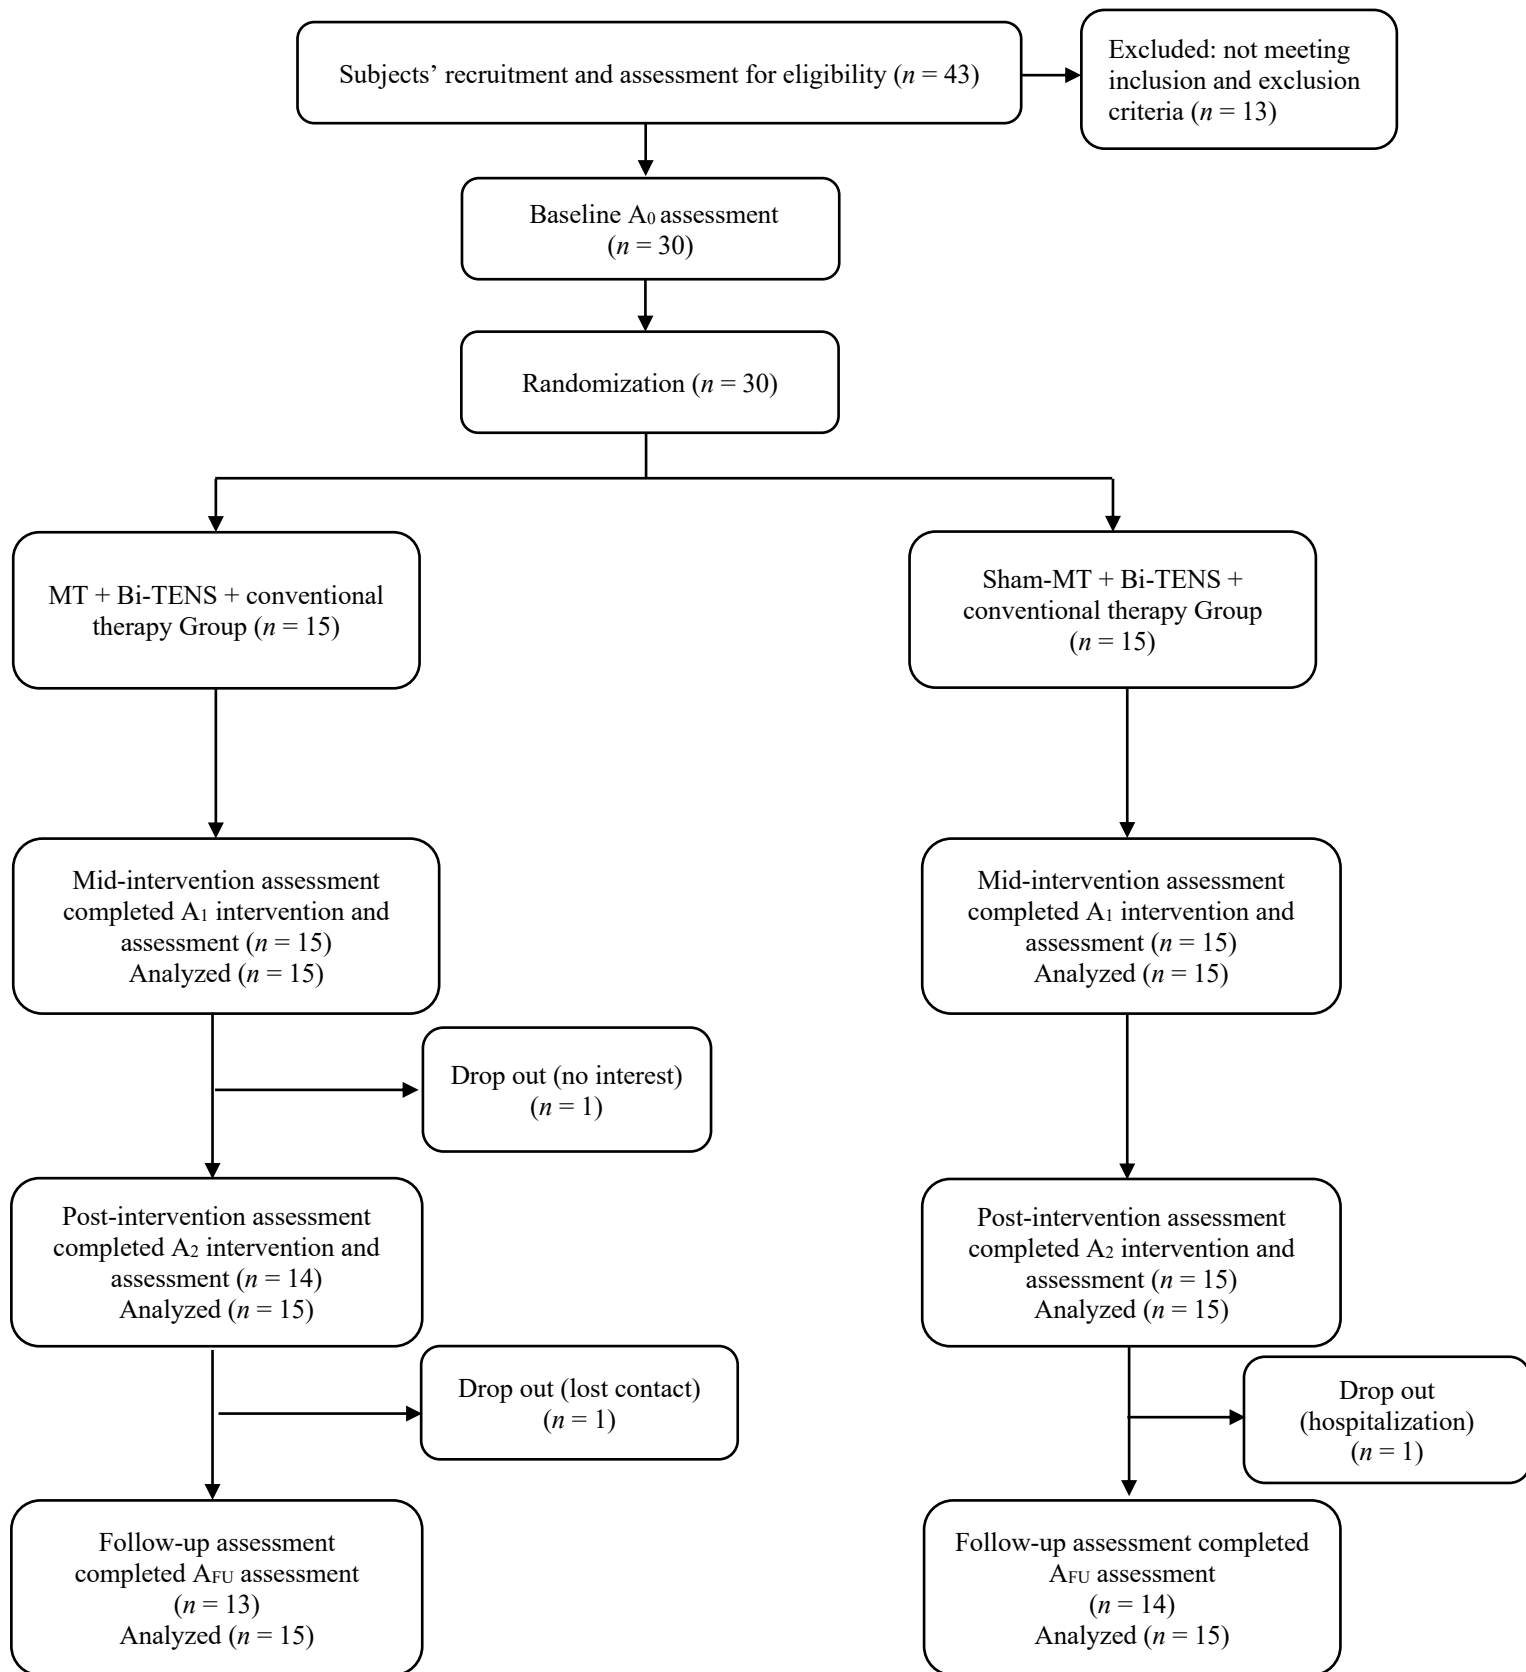 Subjects’ recruitment and assessment for eligibility (n = 43)
Excluded: not meeting
inclusion and exclusion
criteria (n = 13)
Baseline A0 assessment
(n = 30)
Randomization (n = 30)
MT + Bi-TENS + conventional
therapy Group (n = 15)
Sham-MT + Bi-TENS +
conventional therapy Group
(n = 15)
Mid-intervention assessment
completed A1 intervention and
assessment (n = 15)
Analyzed (n = 15)
Mid-intervention assessment
completed A1 intervention and
assessment (n = 15)
Analyzed (n = 15)
Drop out (no interest)
(n = 1)
Post-intervention assessment
completed A2 intervention and
assessment (n = 14)
Analyzed (n = 15)
Post-intervention assessment
completed A2 intervention and
assessment (n = 15)
Analyzed (n = 15)
Drop out (lost contact)
(n = 1)
Drop out
(hospitalization)
(n = 1)
Follow-up assessment
completed AFU assessment
(n = 13)
Analyzed (n = 15)
Follow-up assessment completed
AFU assessment
(n = 14)
Analyzed (n = 15)